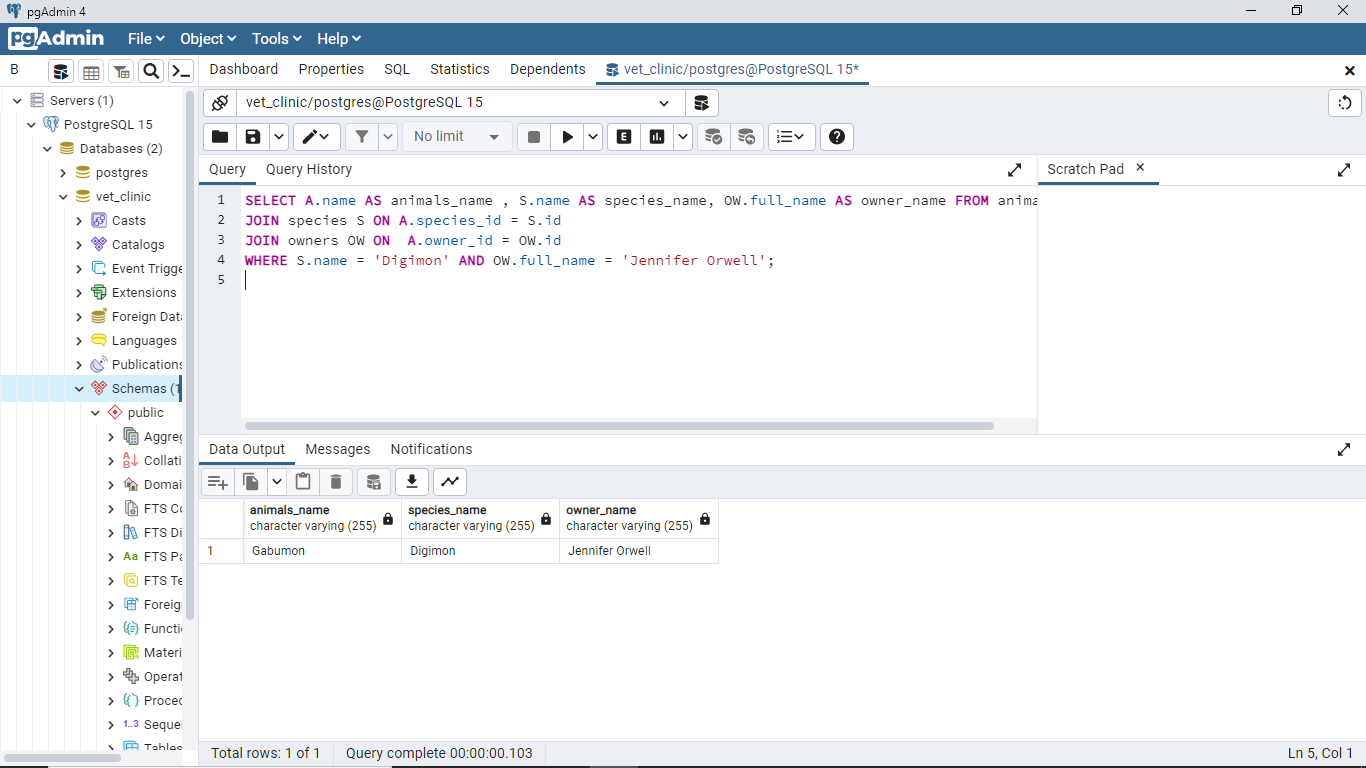 pgAdmin 4
pgAdmin File Object Tools Help
B Dashboard Properties SQL Statistics Dependents vet_clinic/postgres@PostgreSQL 15*
Servers (1)
PostgreSQL 15
Databases (2)
postgres
vet_clinic
Casts
Catalogs
Event Trigge
Extensions
Foreign Data
Languages
Publications
Schemas (1
public
Aggreg
Collati
Domai
FTS Co
FTS Di
Aa FTS Pa
FTS Te
Foreig
Functi
Materi
Operat
Proced
1..3 Seque
Tables
vet_clinic/postgres@PostgreSQL 15
No limit E
Query Query History
Scratch Pad
1 SELECT A.name AS animals_name , S.name AS species_name, OW.full_name AS owner_name FROM anima
2 JOIN species S ON A.species_id = S.id
3 JOIN owners OW ON  A.owner_id = OW.id
4 WHERE S.name = 'Digimon' AND OW.full_name = 'Jennifer Orwell';
5
Data Output Messages Notifications
animals_name species_name owner_name
character varying (255) character varying (255) character varying (255)
1 Gabumon Digimon Jennifer Orwell
Total rows: 1 of 1 Query complete 00:00:00.103 Ln 5, Col 1